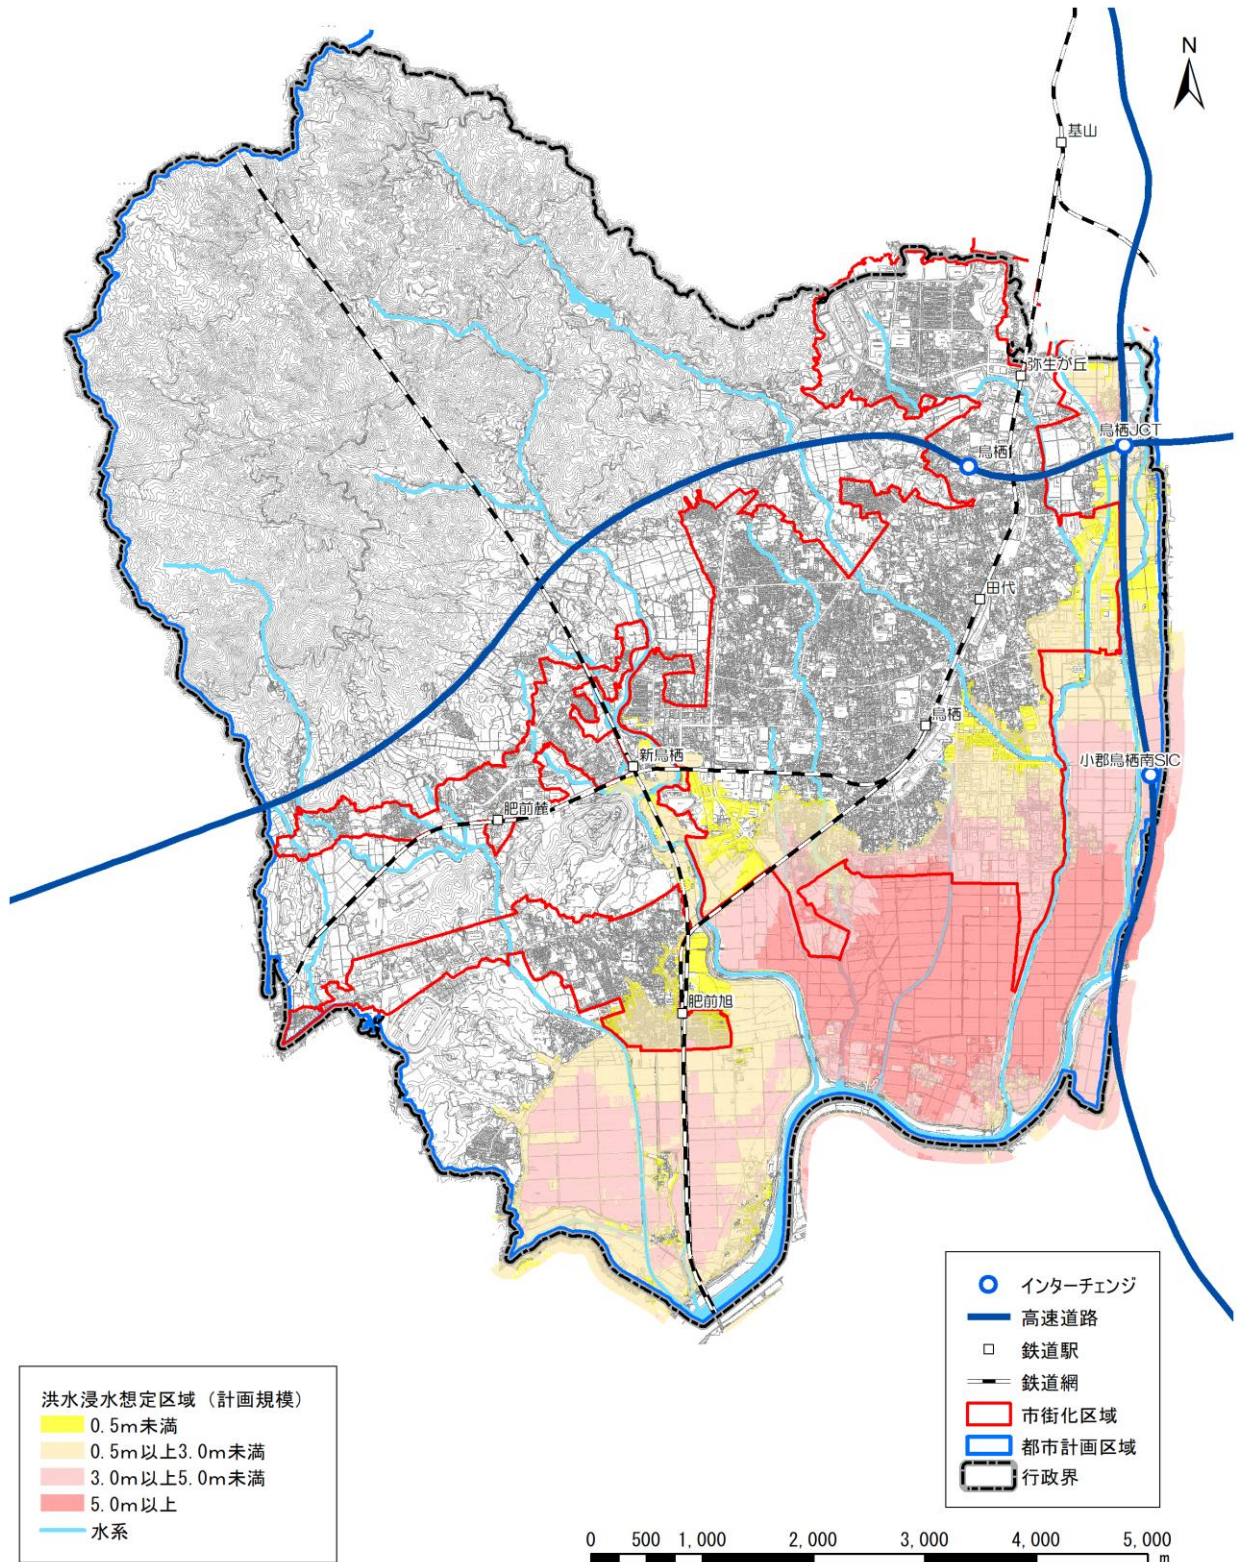 N
基山
弥生が丘
鳥栖JCT
鳥栖
田代
鳥栖
小郡鳥栖南SIC
新鳥栖
肥前麓
肥前旭
インターチェンジ
高速道路
鉄道駅
鉄道網
市街化区域
都市計画区域
行政界
洪水浸水想定区域（計画規模）
0.5m未満
0.5m以上3.0m未満
3.0m以上5.0m未満
5.0m以上
水系
0 500 1,000 2,000 3,000 4,000 5,000
m